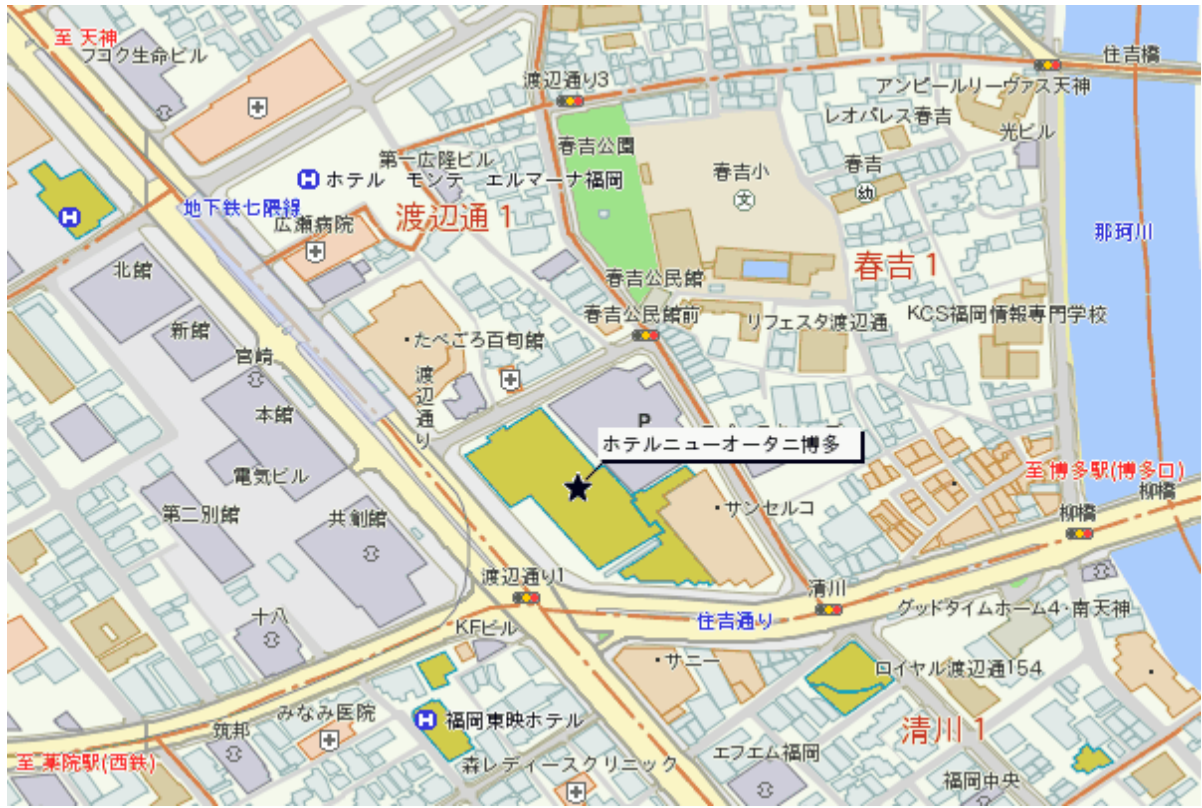 至 天神
フコク生命ビル
渡辺通り3
住吉橋
アンピールリーヴァス天神
レオパレス春吉
光ビル
春吉公園
第一広隆ビル
春吉小
文
春吉
幼
H ホテル モンテ エルマーナ福岡
地下鉄七隈線
広瀬病院
渡辺通 1
H
那珂川
北館
春吉公民館
春吉 1
春吉公民館前
リフェスタ渡辺通
KCS福岡情報専門学校
新館
たべごろ百旬館
宮崎
渡辺通り
本館
P
ホテルニューオータニ博多
電気ビル
至 博多駅(博多口)
柳橋
第二別館
共創館
サンセルコ
柳橋
渡辺通り1
清川
十八
KFビル
住吉通り
グッドタイムホーム4・南天神
サニー
ロイヤル渡辺通154
みなみ医院
H 福岡東映ホテル
清川 1
筑邦
至 薬院駅(西鉄)
エフエム福岡
森レディースクリニック
福岡中央